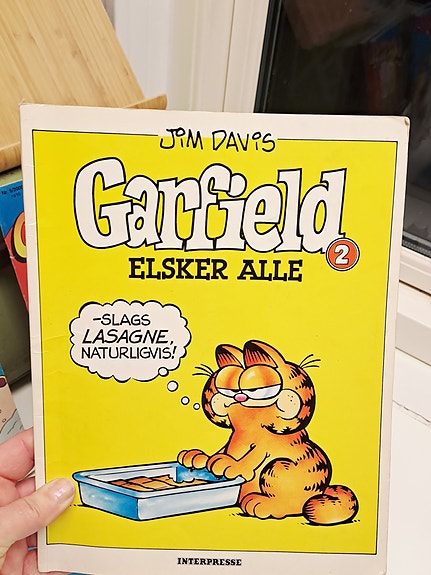 JIM DAVIS
Garfield
2
ELSKER ALLE
-SLAGS
LASAGNE,
NATURLIGVIS!
INTERPRESSE